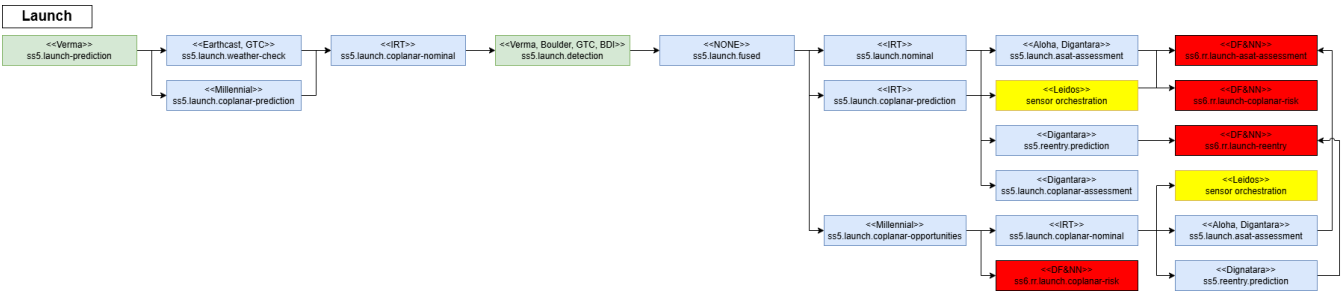 Launch
<<Verma>>
ss5.launch-prediction
<<Earthcast, GTC>>
ss5.launch.weather-check
<<Millennial>>
ss5.launch.coplanar-prediction
<<IRT>>
ss5.launch.coplanar-nominal
<<Verma, Boulder, GTC, BDI>>
ss5.launch.detection
<<NONE>>
ss5.launch.fused
<<IRT>>
ss5.launch.nominal
<<IRT>>
ss5.launch.coplanar-prediction
<<Millennial>>
ss5.launch.coplanar-opportunities
<<Aloha, Digantara>>
ss5.launch.asat-assessment
<<Leidos>>
sensor orchestration
<<Digantara>>
ss5.reentry.prediction
<<Digantara>>
ss5.launch.coplanar-assessment
<<IRT>>
ss5.launch.coplanar-nominal
<<DF&NN>>
ss6.rr.launch.coplanar-risk
<<DF&NN>>
ss6.rr.launch-asat-assessment
<<DF&NN>>
ss6.rr.launch-coplanar-risk
<<DF&NN>>
ss6.rr.launch-reentry
<<Leidos>>
sensor orchestration
<<Aloha, Digantara>>
ss5.launch.asat-assessment
<<Dignatara>>
ss5.reentry.prediction